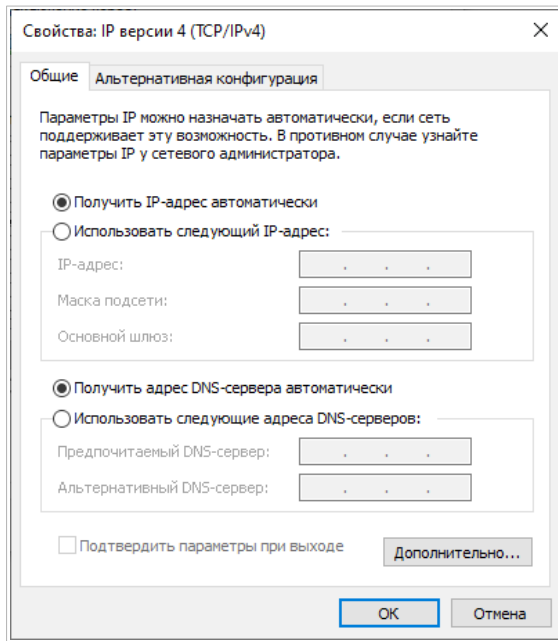 Свойства: IP версии 4 (TCP/IPv4)
Общие
Альтернативная конфигурация
Параметры IP можно назначать автоматически, если сеть
поддерживает эту возможность. В противном случае узнайте
параметры IP у сетевого администратора.
Получить IP-адрес автоматически
Использовать следующий IP-адрес:
IP-адрес:
Маска подсети:
Основной шлюз:
Получить адрес DNS-сервера автоматически
Использовать следующие адреса DNS-серверов:
Предпочитаемый DNS-сервер:
Альтернативный DNS-сервер:
Подтвердить параметры при выходе
Дополнительно...
ОК
Отмена